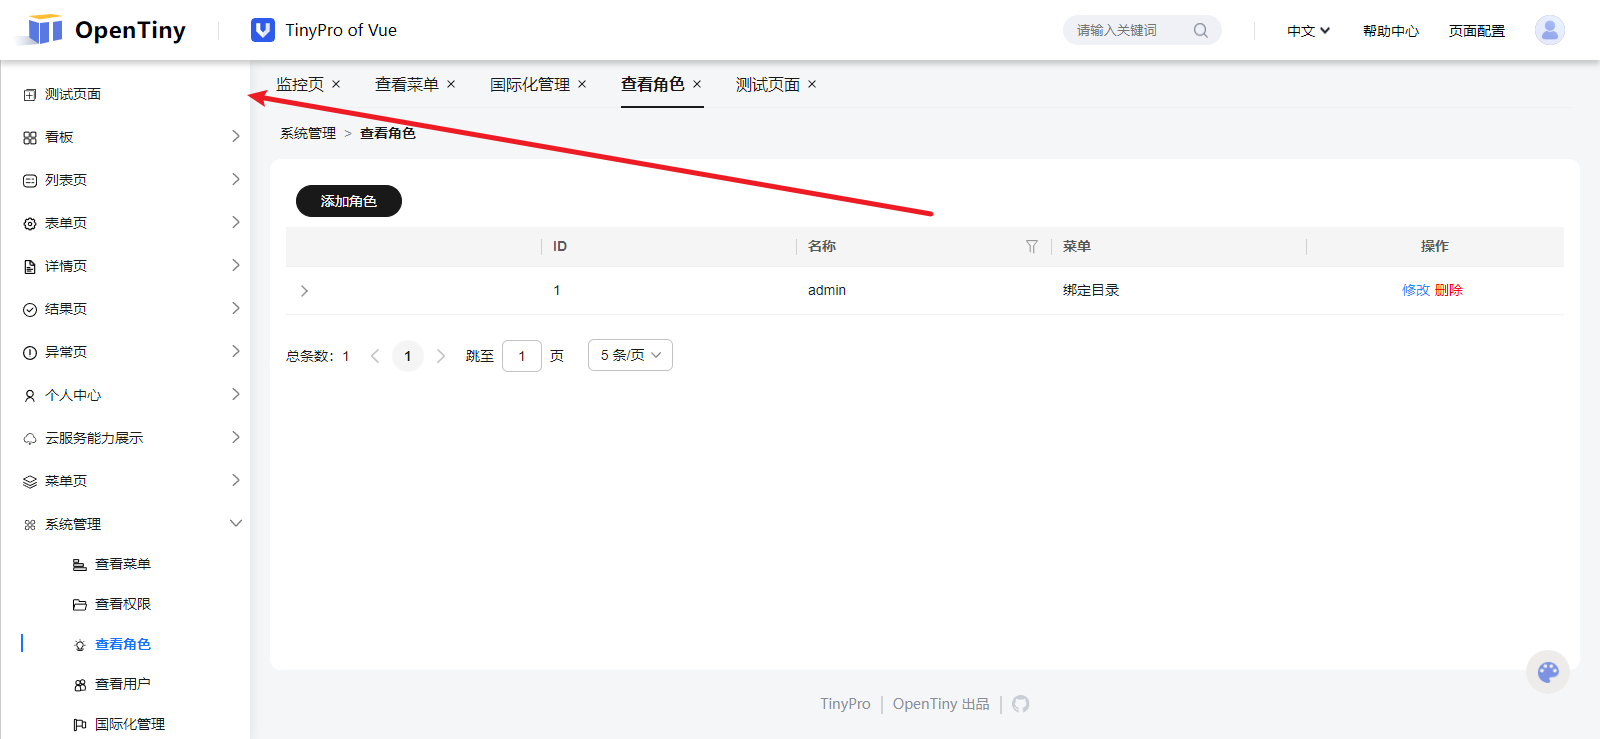 OpenTiny
TinyPro of Vue
请输入关键词
中文
帮助中心
页面配置
测试页面
看板
列表页
表单页
详情页
结果页
异常页
个人中心
云服务能力展示
菜单页
系统管理
查看菜单
查看权限
查看角色
查看用户
国际化管理
监控页 × 查看菜单 × 国际化管理 × 查看角色 × 测试页面 ×
系统管理 > 查看角色
添加角色
ID 名称 菜单 操作
1 admin 绑定目录 修改 删除
总条数: 1 1 跳至 1 页 5 条/页
TinyPro | OpenTiny 出品 |